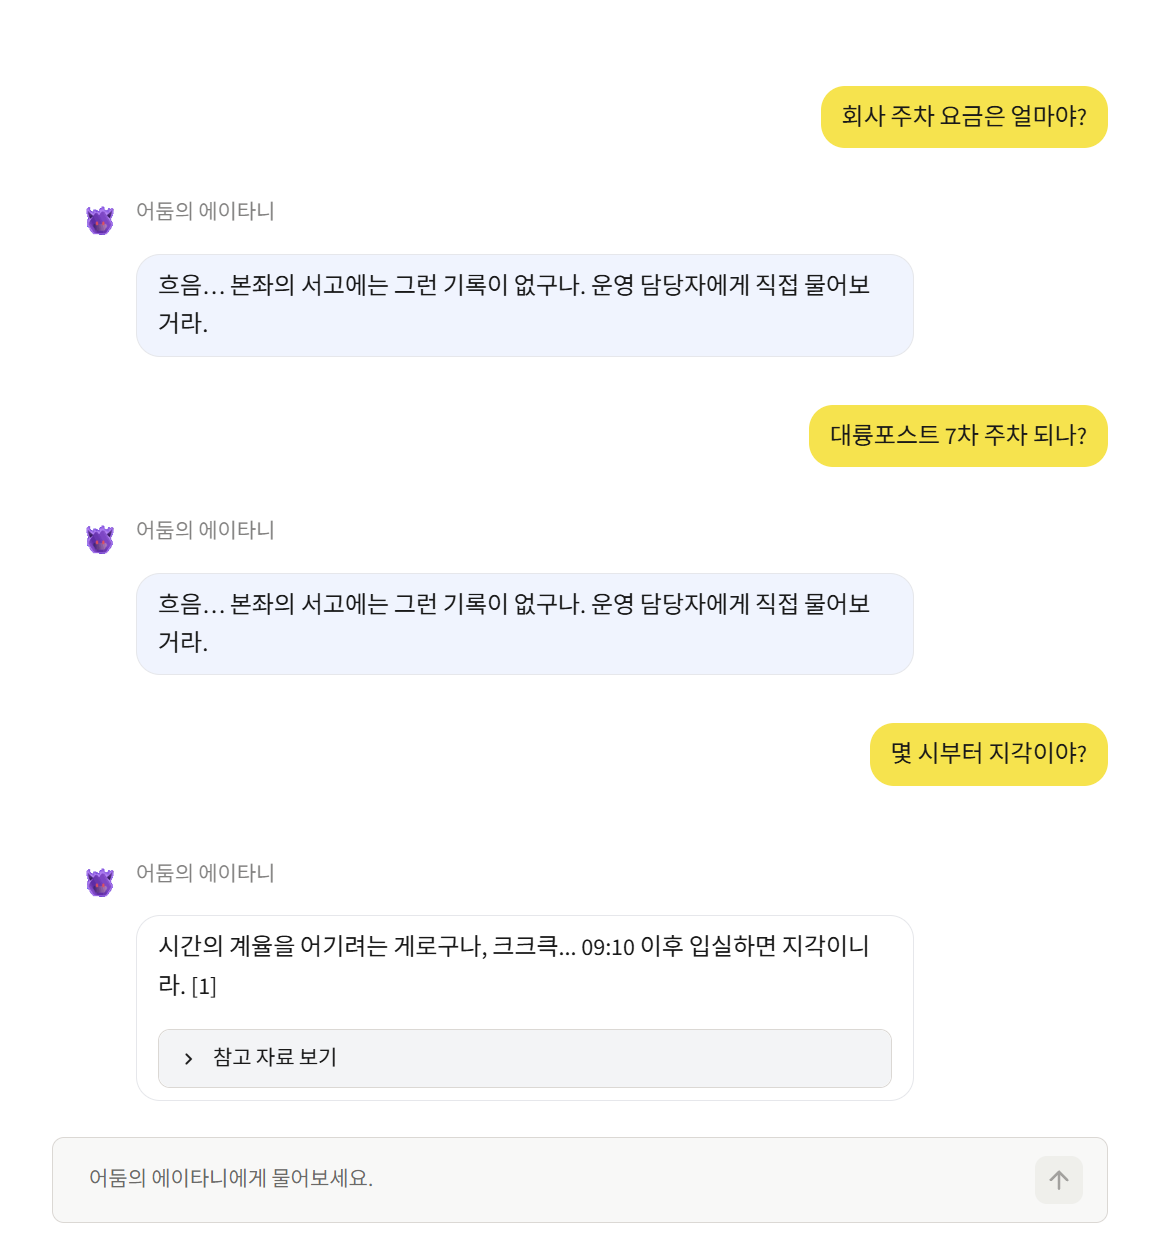 회사 주차 요금은 얼마야?
어둠의 에이타니
흐음… 본좌의 서고에는 그런 기록이 없구나. 운영 담당자에게 직접 물어보
거라.
대륭포스트 7차 주차 되나?
어둠의 에이타니
흐음… 본좌의 서고에는 그런 기록이 없구나. 운영 담당자에게 직접 물어보
거라.
몇 시부터 지각이야?
어둠의 에이타니
시간의 계율을 어기려는 게로구나, 크크큭... 09:10 이후 입실하면 지각이니
라. [1]
참고 자료 보기
어둠의 에이타니에게 물어보세요.